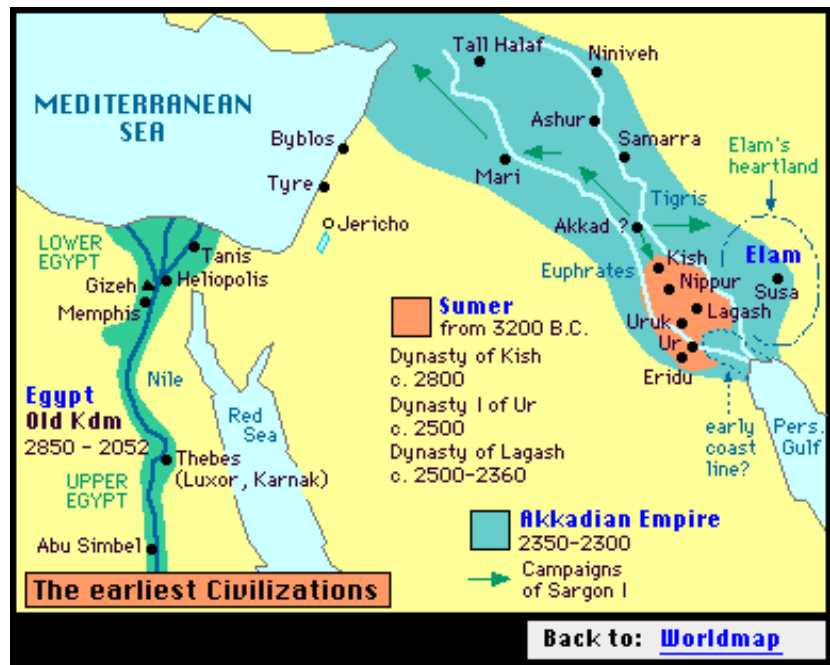 Tall Halaf
Niniveh
MEDITERRANEAN
SEA
Ashur
Samarra
Byblos
Elam's
heartland
Mari
Tyre
Tigris
Jericho
Akkad ?
LOWER
EGYPT
Tanis
Kish
Elam
Euphrates
Gizeh
Heliopolis
Nippur
Susa
Memphis
Sumer
from 3200 B.C.
Lagash
Uruk
Ur
Dynasty of Kish
c. 2800
Eridu
Nile
Egypt
Old Kdm
2850 - 2052
Red
Sea
Dynasty I of Ur
c. 2500
early
coast
line?
Pers.
Gulf
Dynasty of Lagash
c. 2500-2360
Thebes
(Luxor, Karnak)
UPPER
EGYPT
Akkadian Empire
2350-2300
Abu Simbel
Campaigns
of Sargon I
The earliest Civilizations
Back to: Worldmap